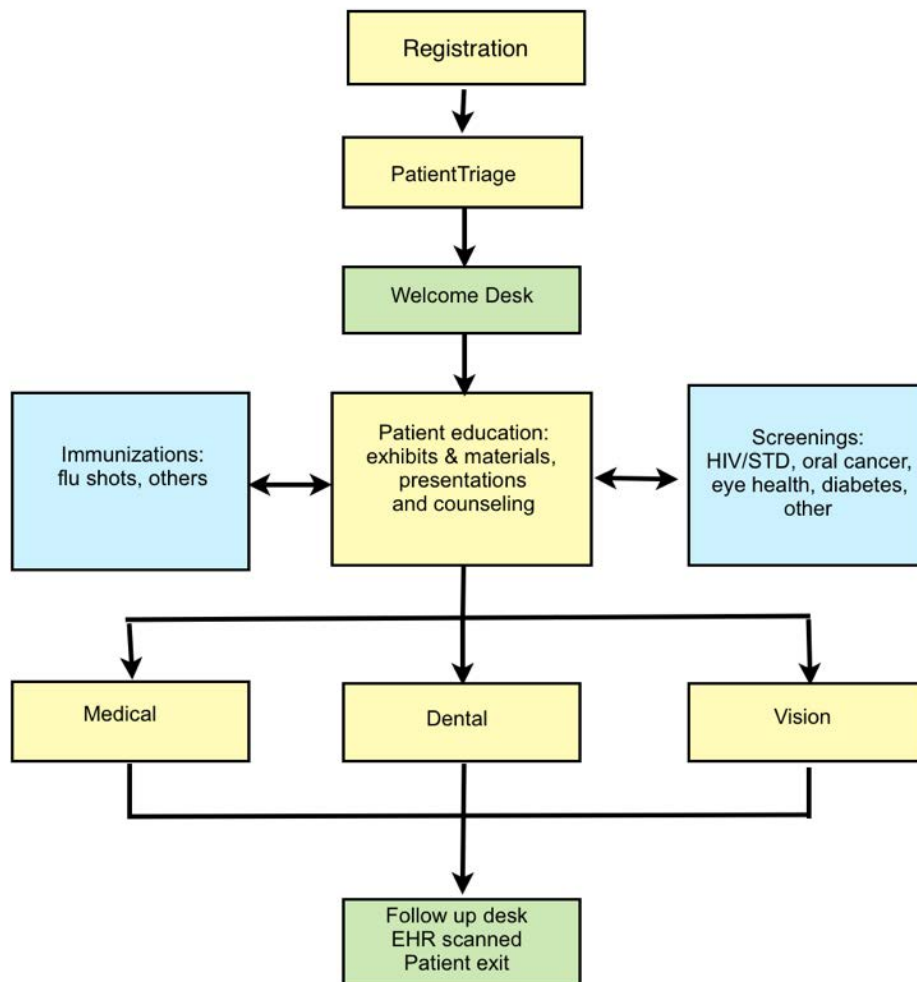 Registration
PatientTriage
Welcome Desk
Immunizations:
flu shots, others
Patient education:
exhibits & materials,
presentations
and counseling
Screenings:
HIV/STD, oral cancer,
eye health, diabetes,
other
Medical
Dental
Vision
Follow up desk
EHR scanned
Patient exit